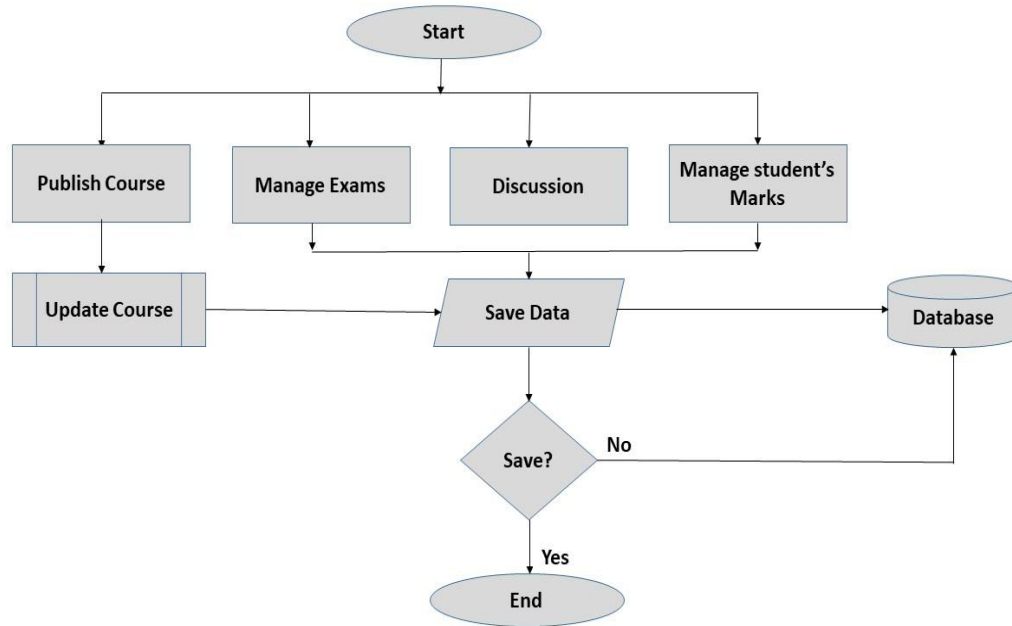 Start
Publish Course
Manage Exams
Discussion
Manage student’s
Marks
Update Course
Save Data
Database
Save?
No
Yes
End